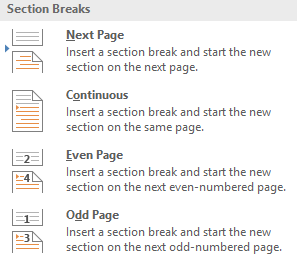 Section Breaks
Next Page
Insert a section break and start the new
section on the next page.
Continuous
Insert a section break and start the new
section on the same page.
2
4
Even Page
Insert a section break and start the new
section on the next even-numbered page.
1
3
Odd Page
Insert a section break and start the new
section on the next odd-numbered page.